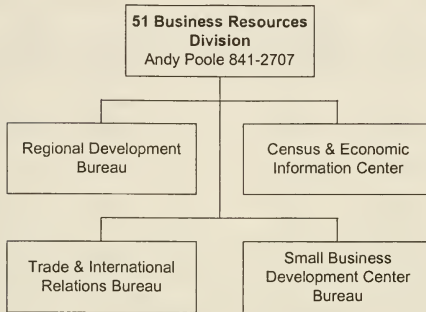 51 Business Resources
Division
Andy Poole 841-2707
Regional Development
Bureau
Census & Economic
Information Center
Trade & International
Relations Bureau
Small Business
Development Center
Bureau